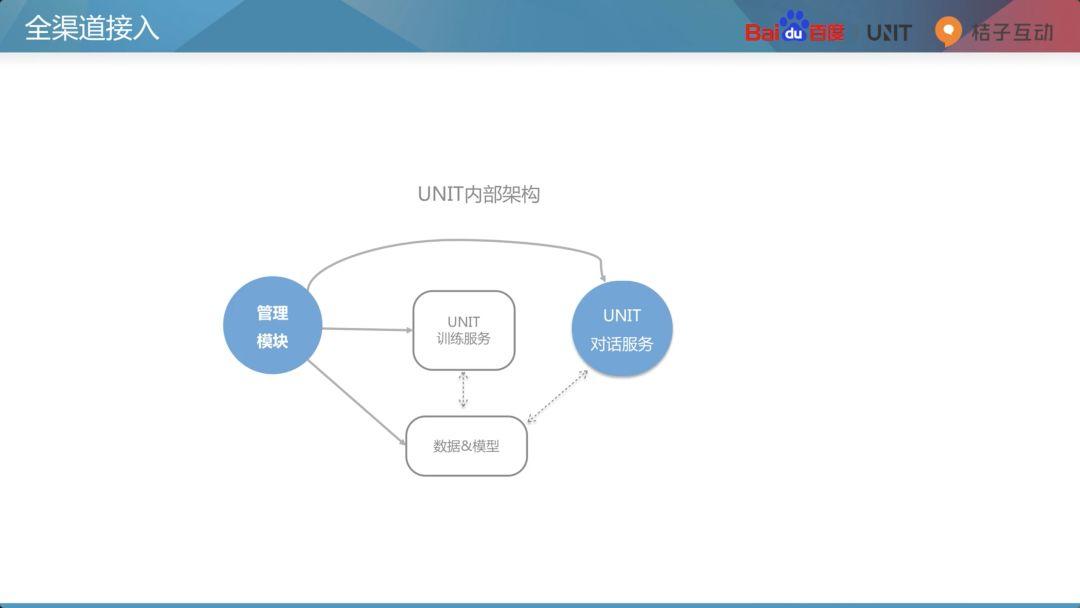 全渠道接入
Bai du 百度 UNIT 桔子互动
UNIT内部架构
管理
模块
UNIT
训练服务
UNIT
对话服务
数据&模型